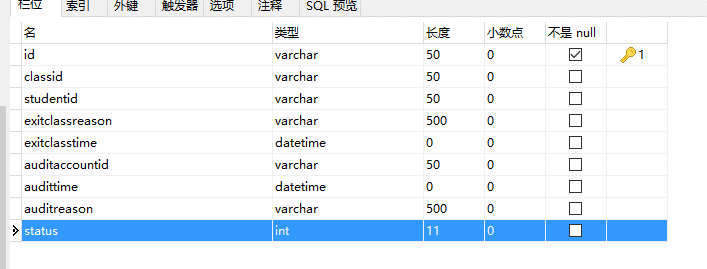 栏位 索引 外键 触发器 选项 注释 SQL 预览
名 类型 长度 小数点 不是 null
id varchar 50 0 1
classid varchar 50 0
studentid varchar 50 0
exitclassreason varchar 500 0
exitclasstime datetime 0 0
auditaccountid varchar 50 0
audittime datetime 0 0
auditreason varchar 500 0
status int 11 0